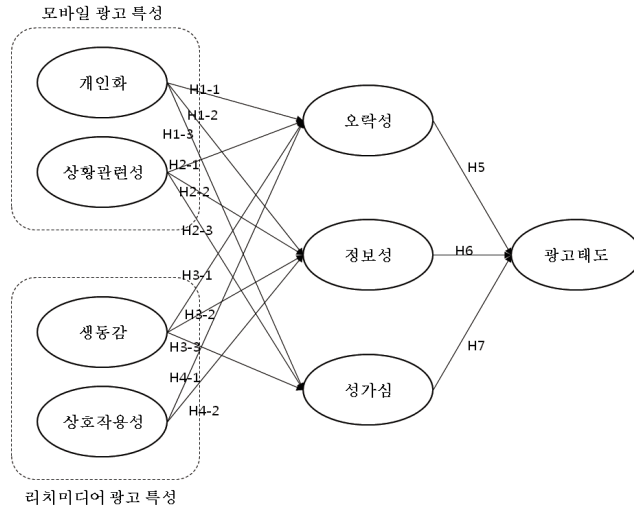 모바일 광고 특성
개인화
상황관련성
H1-1
H1-2
H1-3
H2-1
H2-2
H2-3
생동감
상호작용성
H3-1
H3-2
H3-3
H4-1
H4-2
리치미디어 광고 특성
오락성
정보성
성가심
H5
H6
H7
광고태도